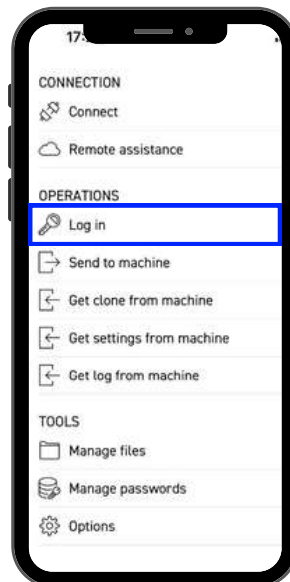 CONNECTION
Connect
Remote assistance
OPERATIONS
Log in
Send to machine
Get clone from machine
Get settings from machine
Get log from machine
TOOLS
Manage files
Manage passwords
Options